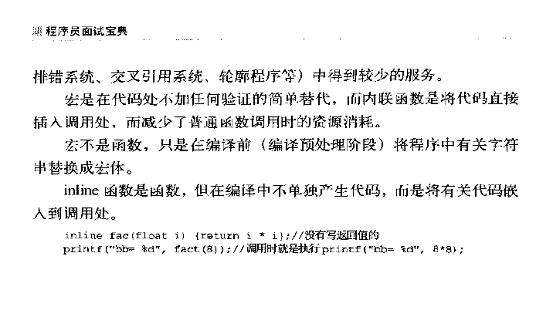 程序员面试宝典
排错系统、交叉引用系统、轮廓程序等）中得到较少的服务。
宏是在代码处不加任何验证的简单替代，而内联函数是将代码直接
插入调用处，而减少了普通函数调用时的资源消耗。
宏不是函数，只是在编译前（编译预处理阶段）将程序中有关字符
串替换成宏体。
inline 函数是函数，但在编译中不单独产生代码，而是将有关代码嵌
入到调用处。
inline fac(float i) {return i * i};//没有写返回值的
printf("bb= %d", fact(8));//调用时就是执行printf("bb= %d", 8*8);